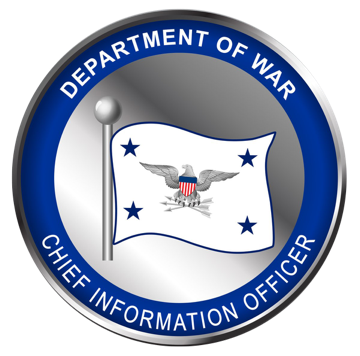 DEPARTMENT OF WAR
CHIEF INFORMATION OFFICER